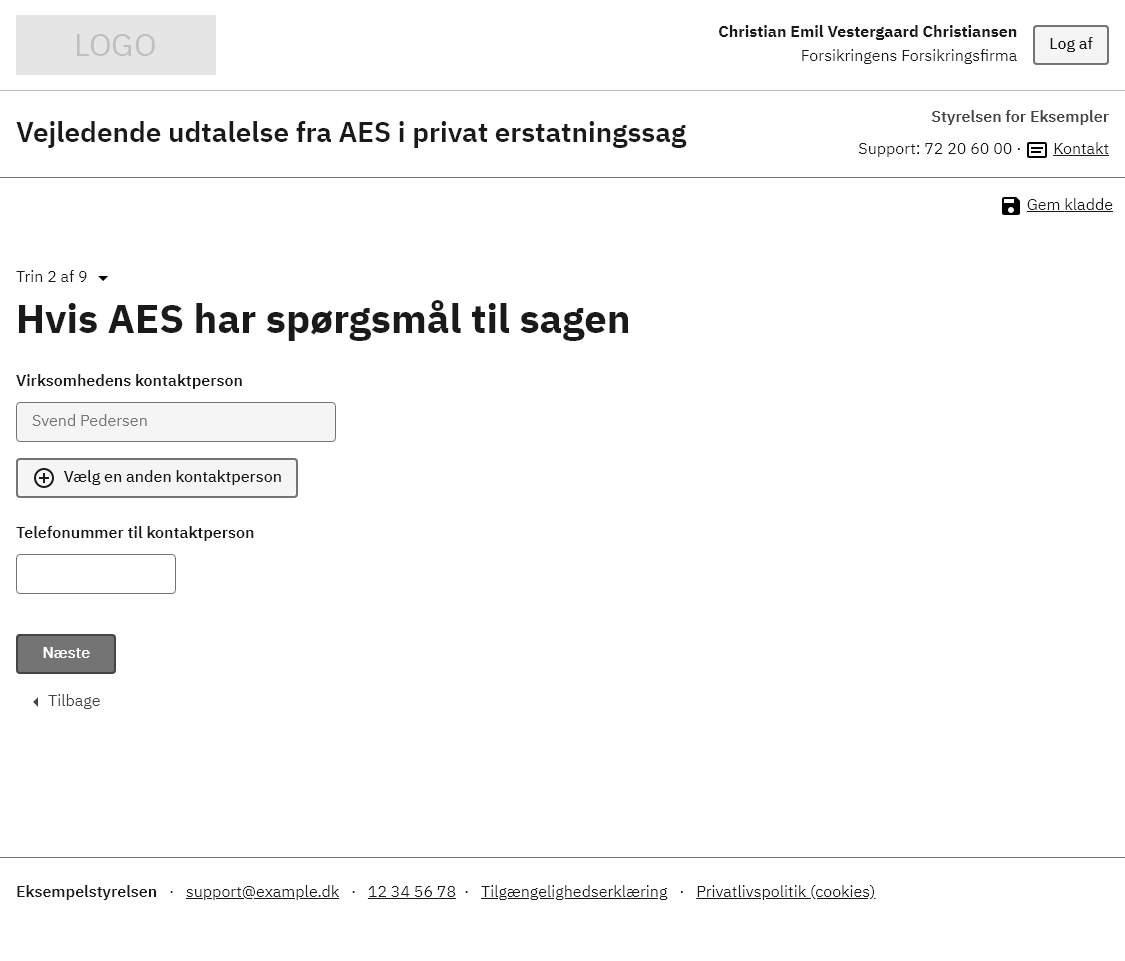 LOGO
Christian Emil Vestergaard Christiansen
Forsikringens Forsikringsfirma
Log af
Vejledende udtalelse fra AES i privat erstatningssag
Styrelsen for Eksempler
Support: 72 20 60 00 · Kontakt
Gem kladde
Trin 2 af 9
Hvis AES har spørgsmål til sagen
Virksomhedens kontaktperson
Svend Pedersen
Vælg en anden kontaktperson
Telefonummer til kontaktperson
Næste
Tilbage
Eksempelstyrelsen · support@example.dk · 12 34 56 78 · Tilgængelighedserklæring · Privatlivspolitik (cookies)